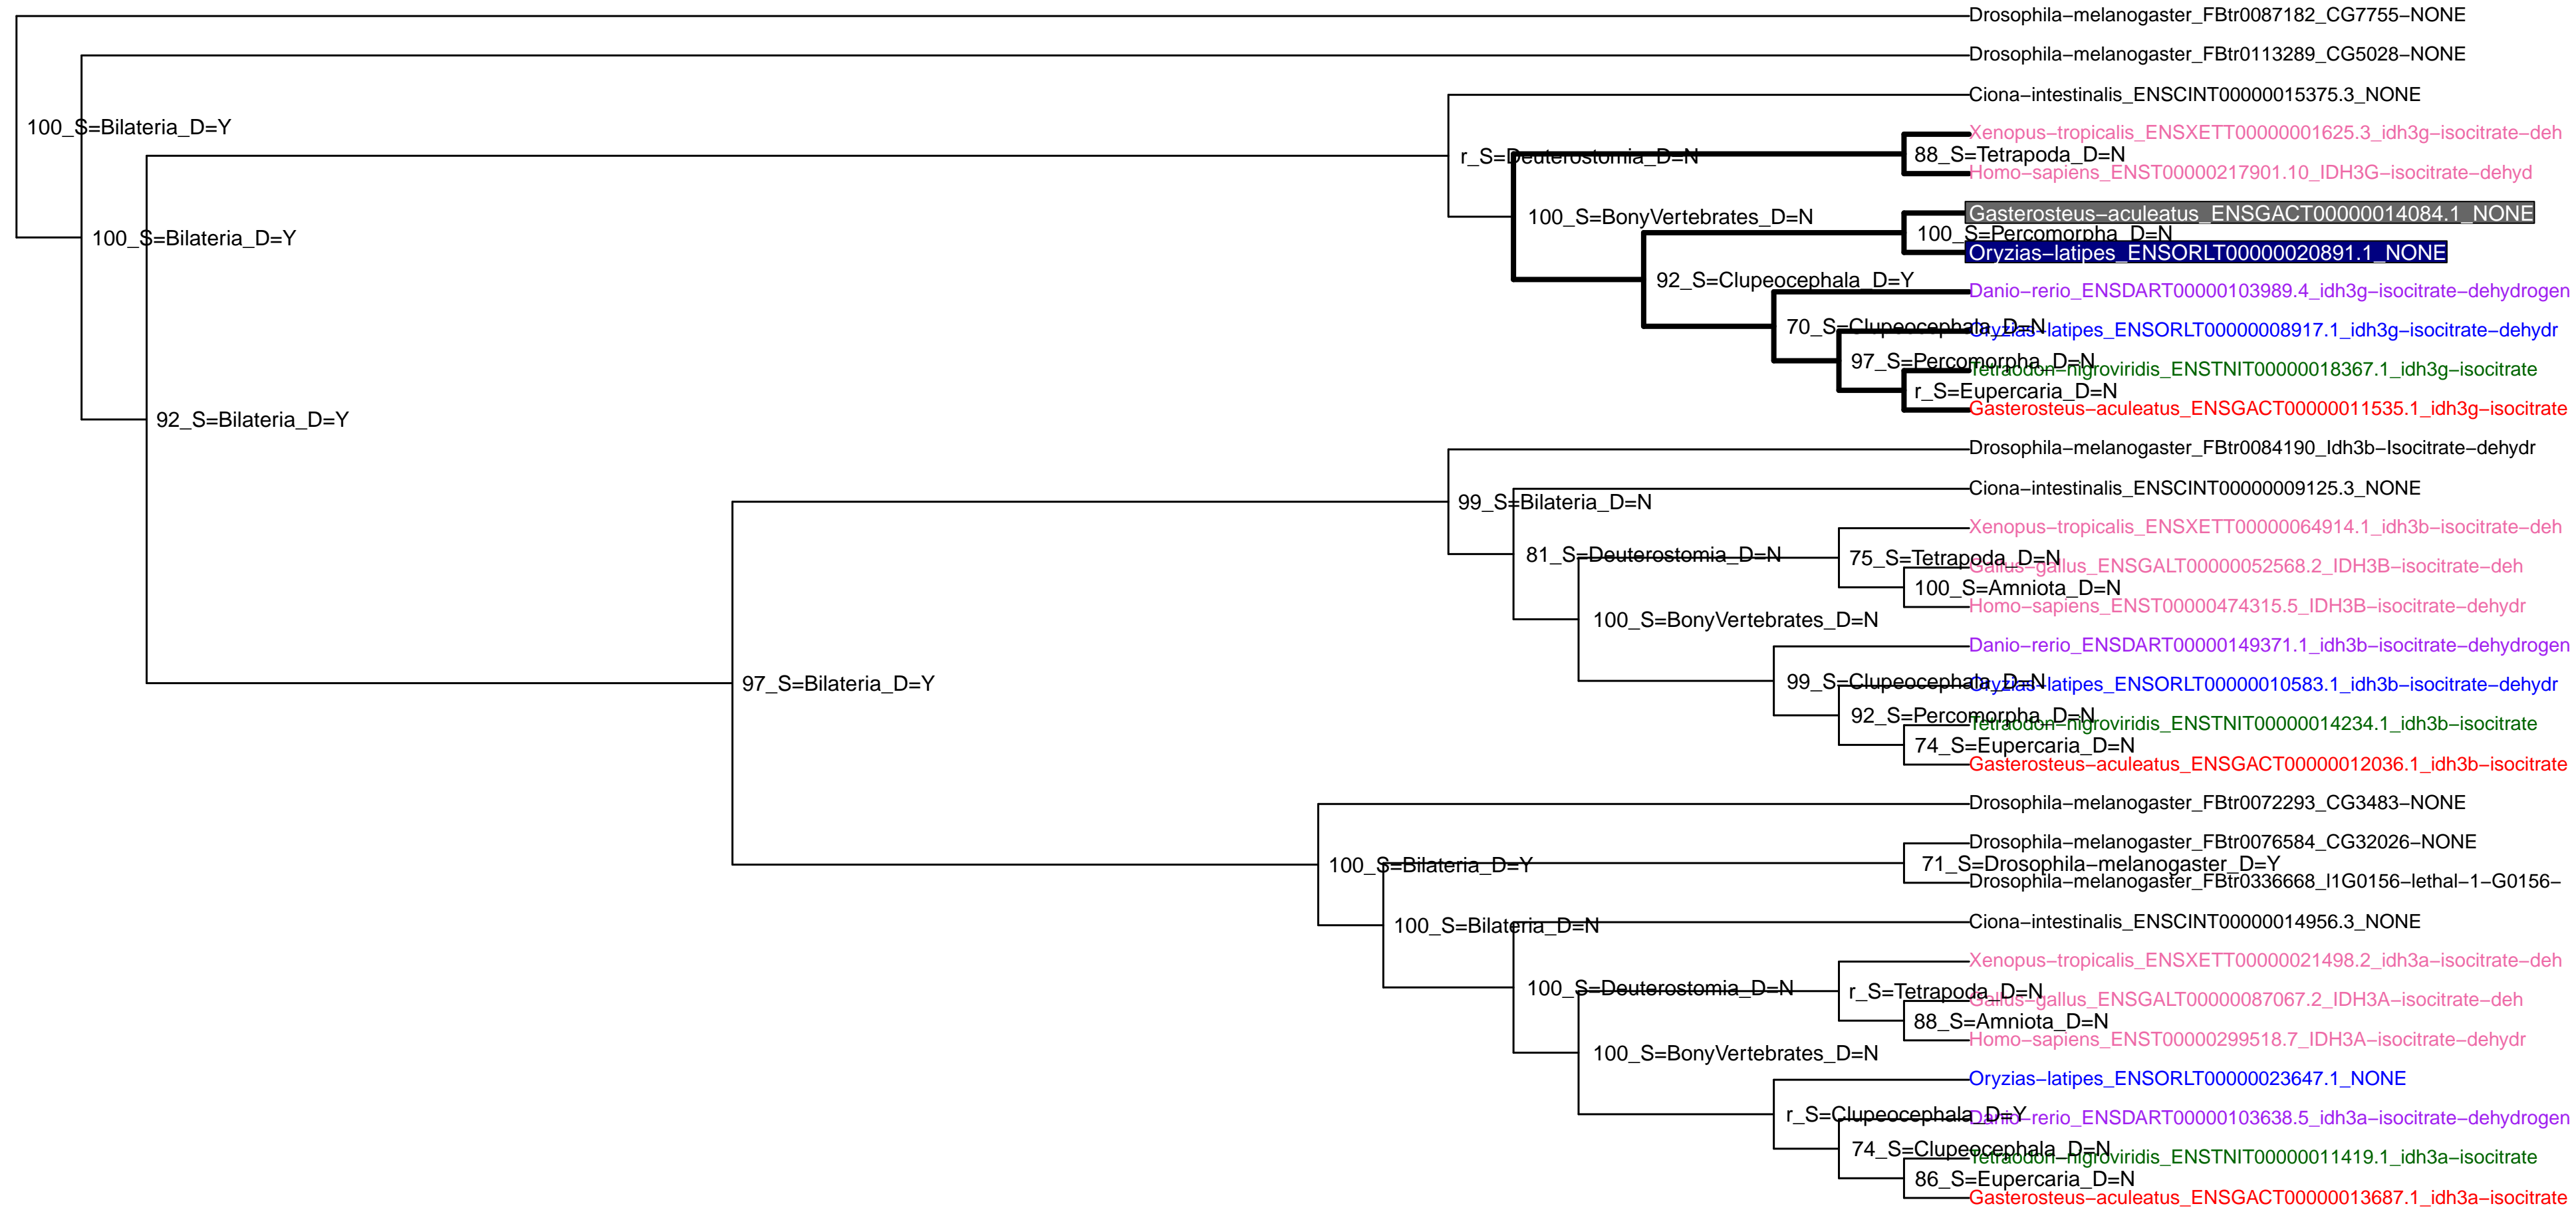 Drosophila−melanogaster_FBtr0087182_CG7755−NONE
Drosophila−melanogaster_FBtr0113289_CG5028−NONE
Ciona−intestinalis_ENSCINT00000015375.3_NONE
100_S=Bilateria_D=Y
Xenopus−tropicalis_ENSXETT00000001625.3_idh3g−isocitrate−deh
r_S=Deuterostomia_D=N
88_S=Tetrapoda_D=N
Homo−sapiens_ENST00000217901.10_IDH3G−isocitrate−dehyd
Gasterosteus−aculeatus_ENSGACT00000014084.1_NONE
100_S=BonyVertebrates_D=N
100_S=Percomorpha_D=N
100_S=Bilateria_D=Y
Oryzias−latipes_ENSORLT00000020891.1_NONE
92_S=Clupeocephala_D=Y
Danio−rerio_ENSDART00000103989.4_idh3g−isocitrate−dehydrogen
70_S=Clupeocephala_D=N
Oryzias−latipes_ENSORLT00000008917.1_idh3g−isocitrate−dehydr
97_S=Percomorpha_D=N
Tetraodon−nigroviridis_ENSTNIT00000018367.1_idh3g−isocitrate
r_S=Eupercaria_D=N
Gasterosteus−aculeatus_ENSGACT00000011535.1_idh3g−isocitrate
92_S=Bilateria_D=Y
Drosophila−melanogaster_FBtr0084190_Idh3b−Isocitrate−dehydr
Ciona−intestinalis_ENSCINT00000009125.3_NONE
99_S=Bilateria_D=N
Xenopus−tropicalis_ENSXETT00000064914.1_idh3b−isocitrate−deh
81_S=Deuterostomia_D=N
75_S=Tetrapoda_D=N
Gallus−gallus_ENSGALT00000052568.2_IDH3B−isocitrate−deh
100_S=Amniota_D=N
Homo−sapiens_ENST00000474315.5_IDH3B−isocitrate−dehydr
100_S=BonyVertebrates_D=N
Danio−rerio_ENSDART00000149371.1_idh3b−isocitrate−dehydrogen
97_S=Bilateria_D=Y
99_S=Clupeocephala_D=N
Oryzias−latipes_ENSORLT00000010583.1_idh3b−isocitrate−dehydr
92_S=Percomorpha_D=N
Tetraodon−nigroviridis_ENSTNIT00000014234.1_idh3b−isocitrate
74_S=Eupercaria_D=N
Gasterosteus−aculeatus_ENSGACT00000012036.1_idh3b−isocitrate
Drosophila−melanogaster_FBtr0072293_CG3483−NONE
Drosophila−melanogaster_FBtr0076584_CG32026−NONE
100_S=Bilateria_D=Y
71_S=Drosophila−melanogaster_D=Y
Drosophila−melanogaster_FBtr0336668_l1G0156−lethal−1−G0156−
Ciona−intestinalis_ENSCINT00000014956.3_NONE
100_S=Bilateria_D=N
Xenopus−tropicalis_ENSXETT00000021498.2_idh3a−isocitrate−deh
100_S=Deuterostomia_D=N
r_S=Tetrapoda_D=N
Gallus−gallus_ENSGALT00000087067.2_IDH3A−isocitrate−deh
88_S=Amniota_D=N
Homo−sapiens_ENST00000299518.7_IDH3A−isocitrate−dehydr
100_S=BonyVertebrates_D=N
Oryzias−latipes_ENSORLT00000023647.1_NONE
r_S=Clupeocephala_D=Y
Danio−rerio_ENSDART00000103638.5_idh3a−isocitrate−dehydrogen
74_S=Clupeocephala_D=N
Tetraodon−nigroviridis_ENSTNIT00000011419.1_idh3a−isocitrate
86_S=Eupercaria_D=N
Gasterosteus−aculeatus_ENSGACT00000013687.1_idh3a−isocitrate